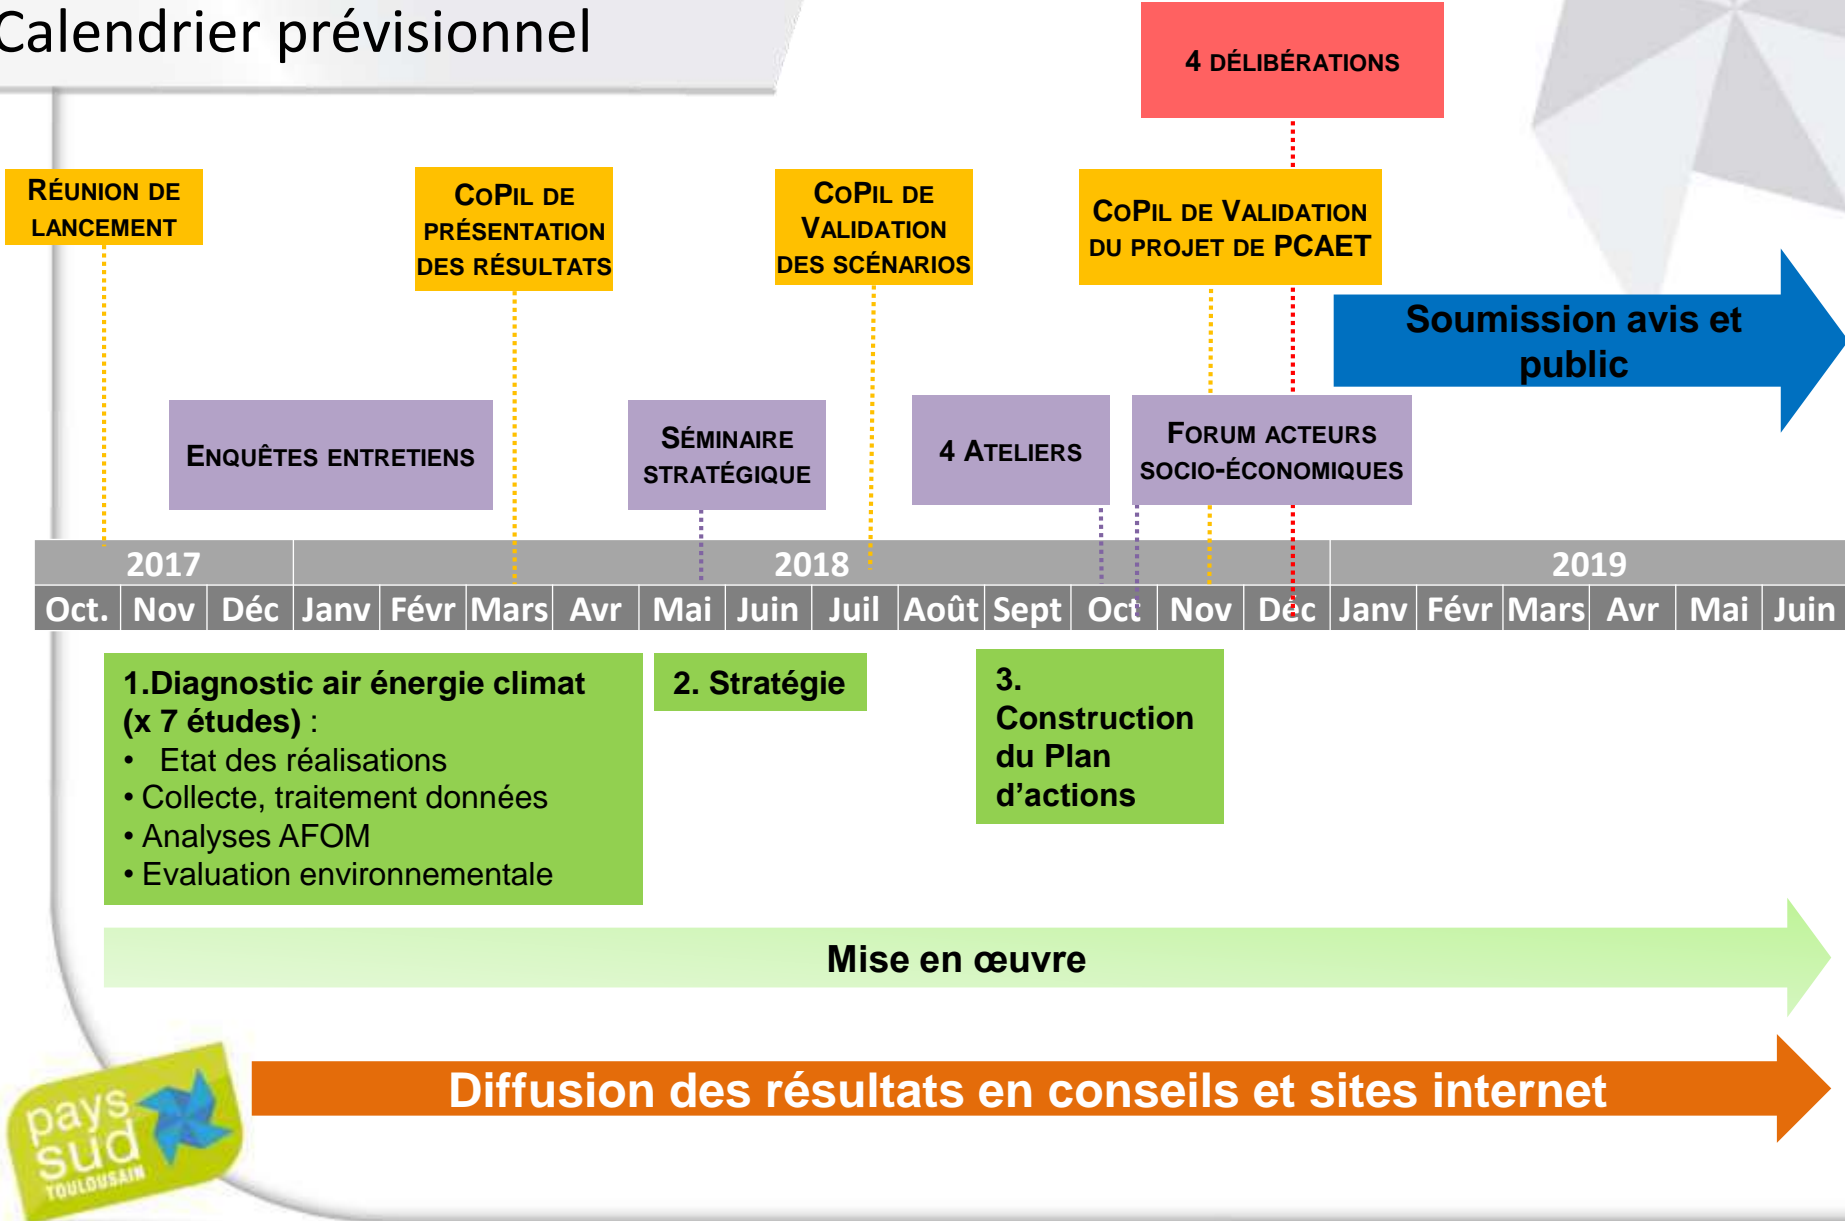 Calendrier prévisionnel
4 DÉLIBÉRATIONS
RÉUNION DE
LANCEMENT
COPIL DE
PRÉSENTATION
DES RÉSULTATS
COPIL DE
VALIDATION
DES SCÉNARIOS
COPIL DE VALIDATION
DU PROJET DE PCAET
Soumission avis et
public
ENQUÊTES ENTRETIENS
SÉMINAIRE
STRATÉGIQUE
4 ATELIERS
FORUM ACTEURS
SOCIO-ÉCONOMIQUES
2017 2018 2019
Oct. Nov Déc Janv Févr Mars Avr Mai Juin Juil Août Sept Oct Nov Déc Janv Févr Mars Avr Mai Juin
1.Diagnostic air énergie climat
(x 7 études) :
• Etat des réalisations
• Collecte, traitement données
• Analyses AFOM
• Evaluation environnementale
2. Stratégie
3.
Construction
du Plan
d’actions
Mise en œuvre
Diffusion des résultats en conseils et sites internet
pays
sud
TOULOUSAIN